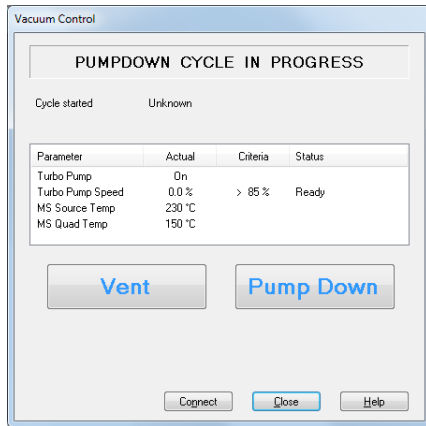 Vacuum Control
PUMPDOWN CYCLE IN PROGRESS
Cycle started Unknown
Parameter Actual Criteria Status
Turbo Pump On
Turbo Pump Speed 0.0 % > 85 % Ready
MS Source Temp 230 °C
MS Quad Temp 150 °C
Vent Pump Down
Connect Close Help